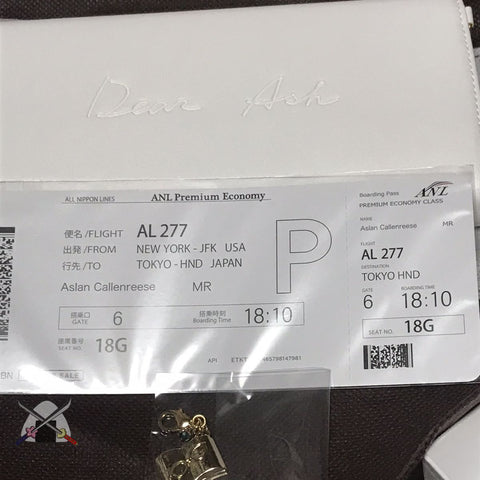 Dear Ash
ALL NIPPON LINES
ANL Premium Economy
便名/FLIGHT AL 277
出発/FROM NEW YORK - JFK USA
行先/TO TOKYO - HND JAPAN
Aslan Callenreese MR
P
搭乗口 GATE 6 搭乗時刻 Boarding Time 18:10
座席番号 SEAT NO. 18G
API ETKT
SALE
Boarding Pass ANL
PREMIUM ECONOMY CLASS
NAME
Aslan Callenreese MR
FLIGHT
AL 277
DESTINATION
TOKYO HND
GATE BOARDING TIME
6 18:10
SEAT NO. 18G